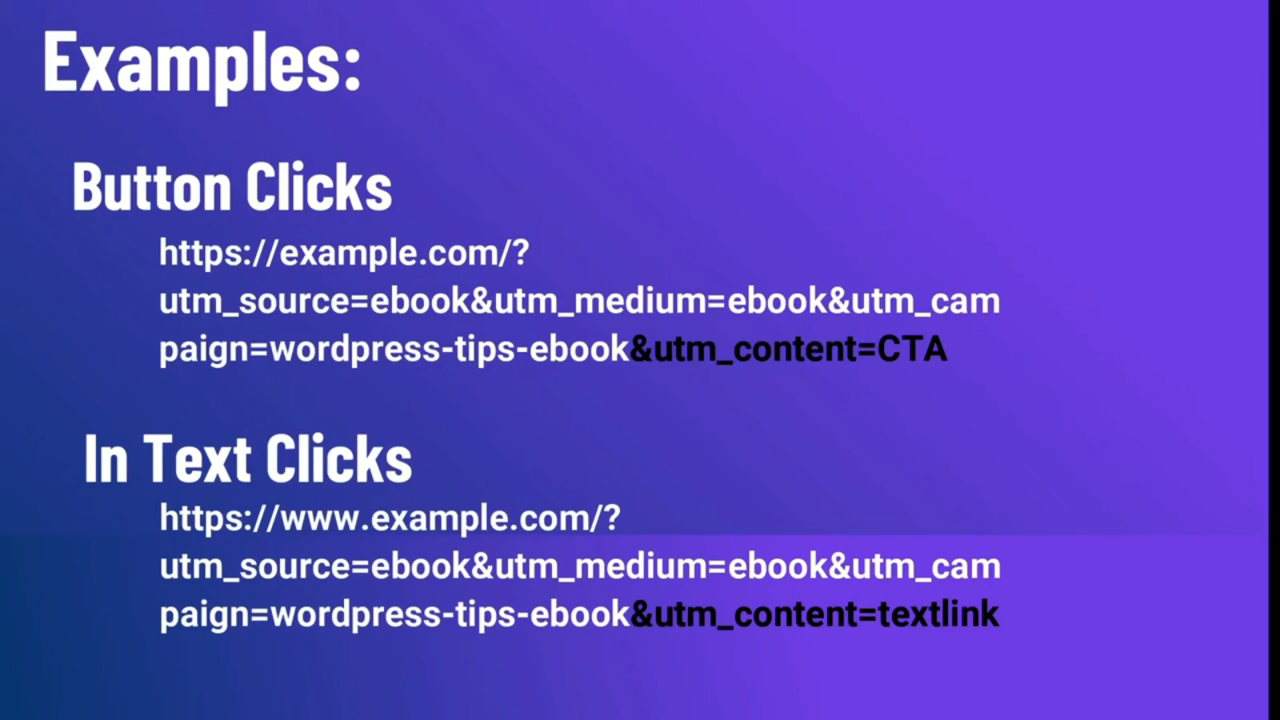 Examples:
Button Clicks
https://example.com/?
utm_source=ebook&utm_medium=ebook&utm_cam
paign=wordpress-tips-ebook&utm_content=CTA
In Text Clicks
https://www.example.com/?
utm_source=ebook&utm_medium=ebook&utm_cam
paign=wordpress-tips-ebook&utm_content=textlink